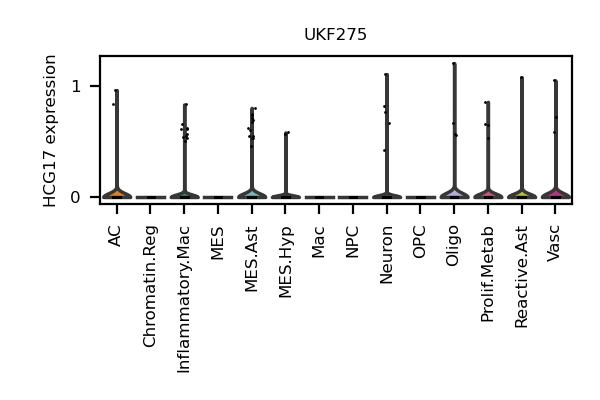 UKF275
HCG17 expression
1
0
AC
Chromatin.Reg
Inflammatory.Mac
MES
MES.Ast
MES.Hyp
Mac
NPC
Neuron
OPC
Oligo
Prolif.Metab
Reactive.Ast
Vasc